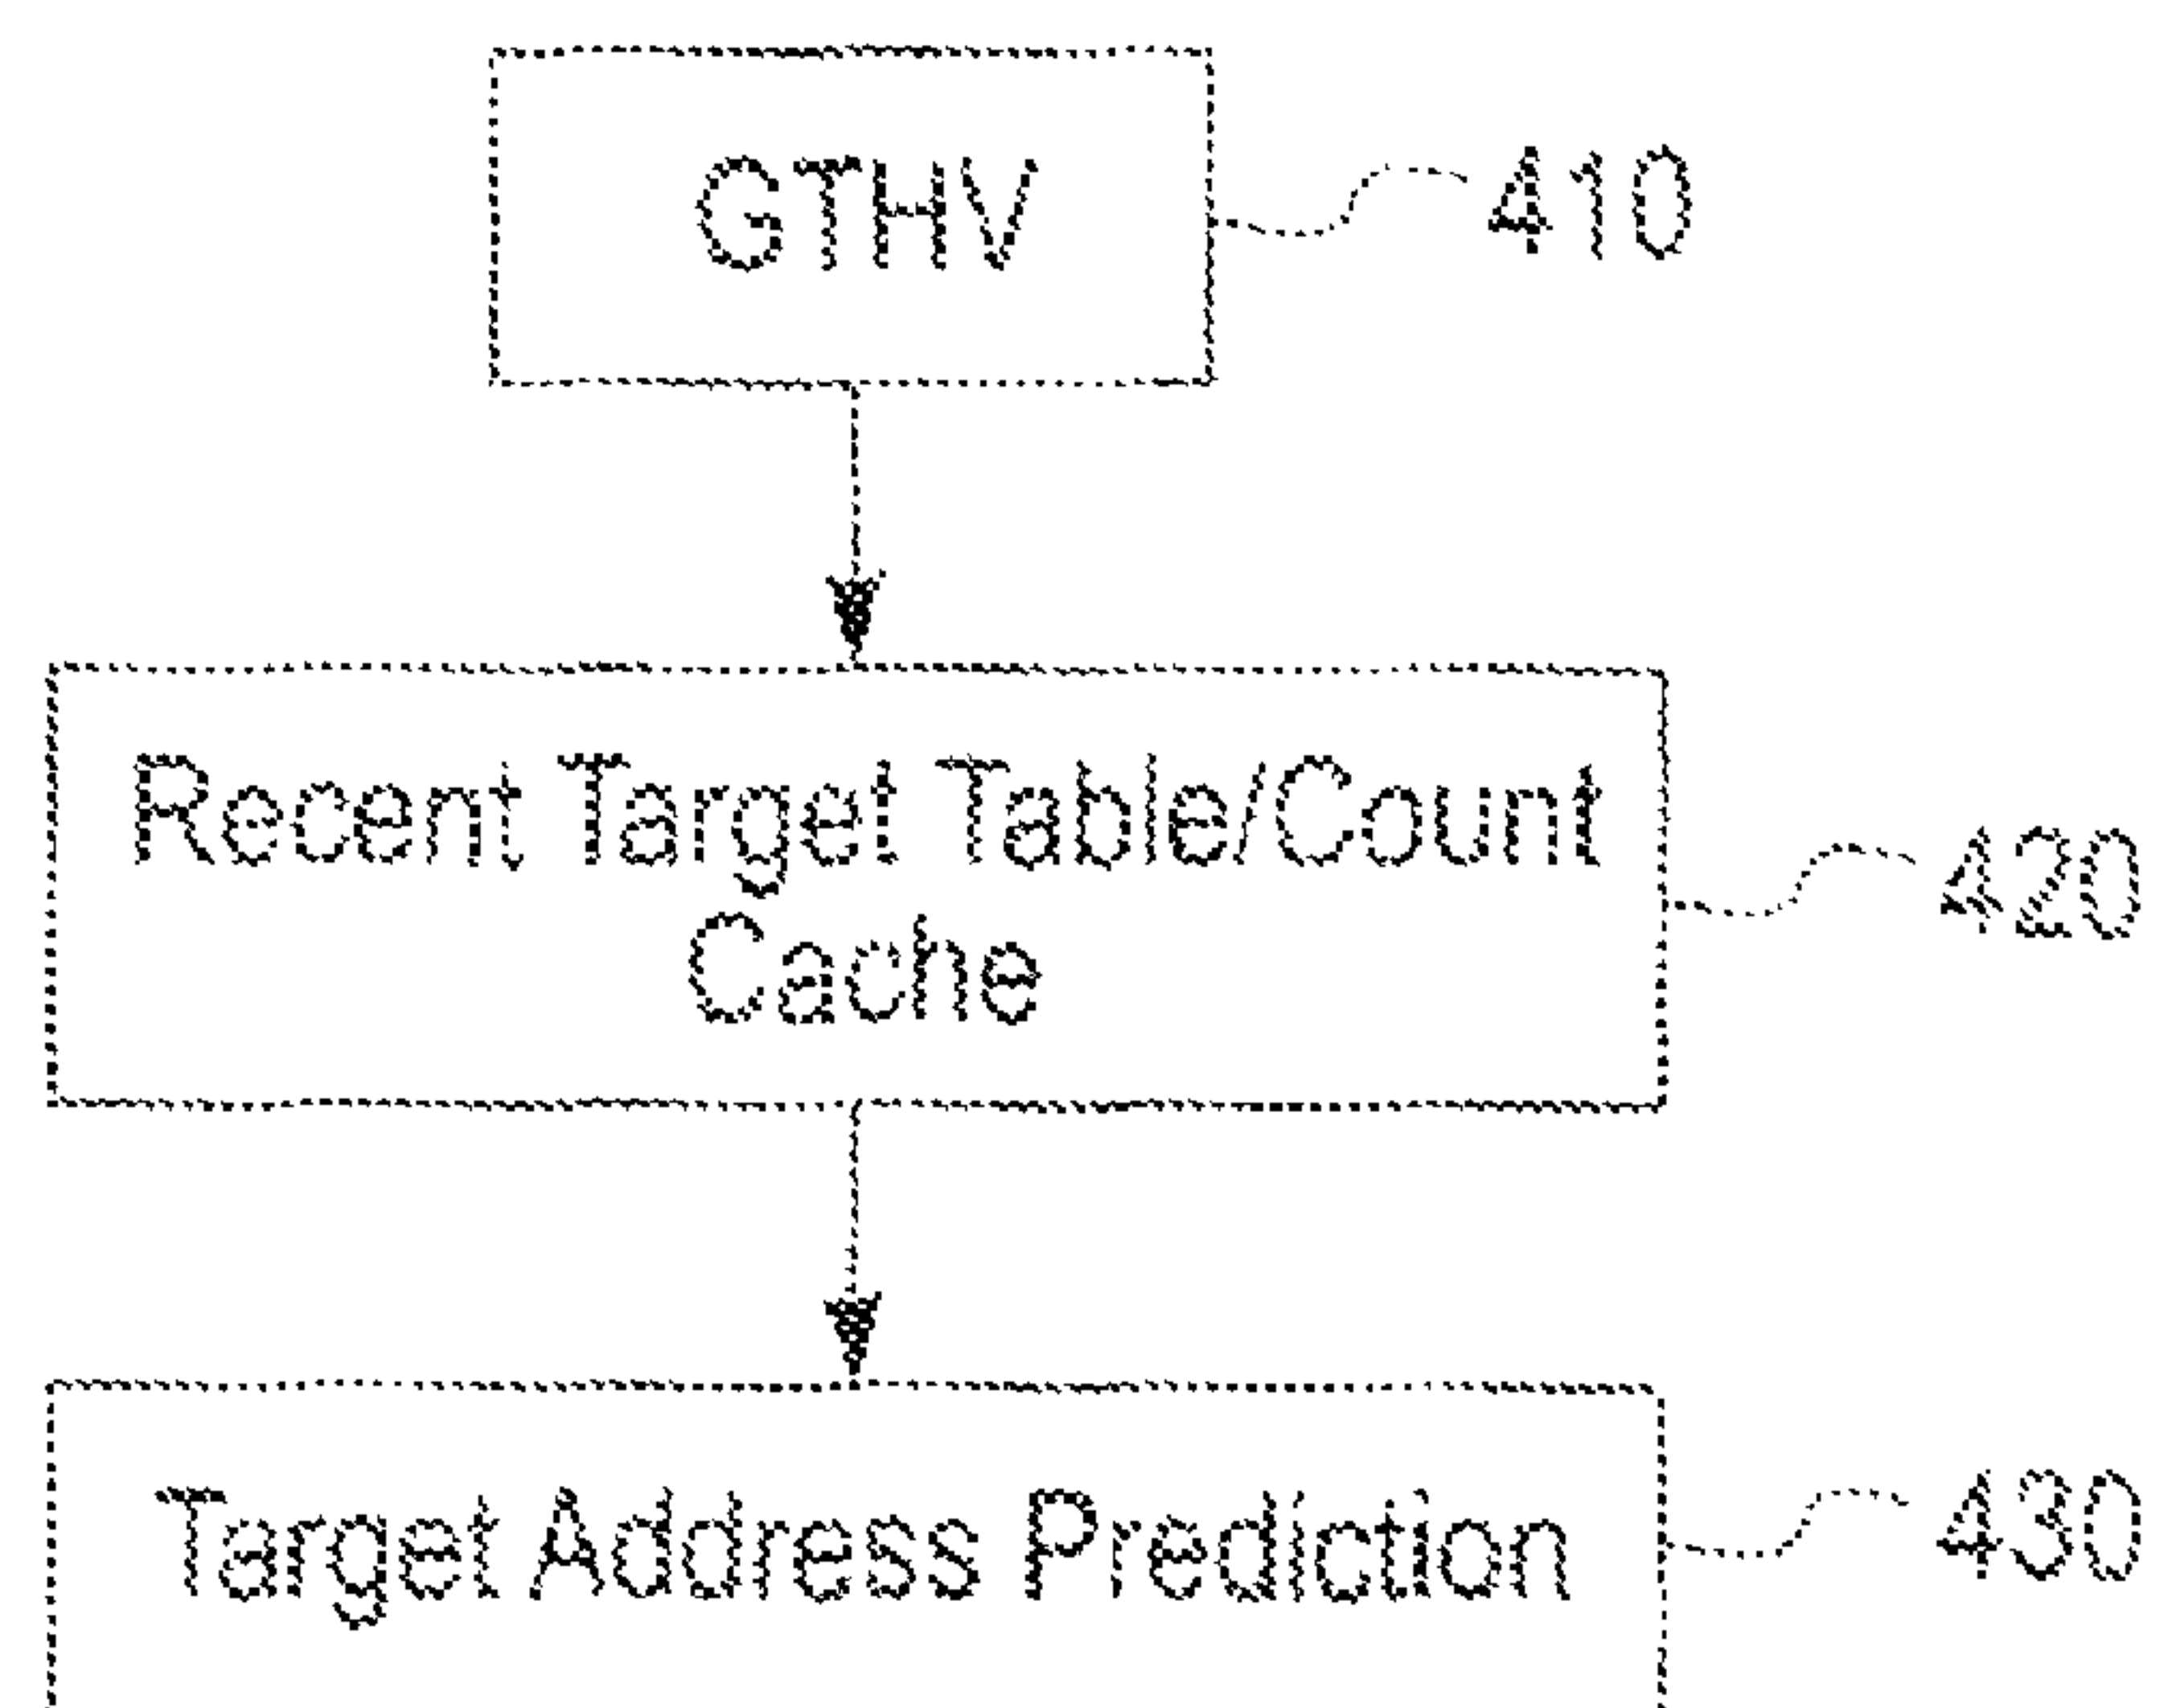 GTHV
410
Recent Target Table/Count
Cache
420
Target Address Prediction
430